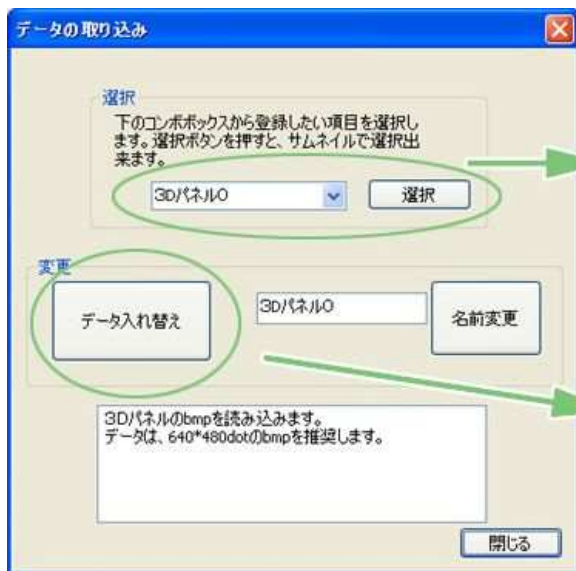 データの取り込み
選択
下のコンボボックスから登録したい項目を選択し
ます。選択ボタンを押すと、サムネイルで選択出
来ます。
3DパネルO
選択
変更
データ入れ替え
3DパネルO
名前変更
3Dパネルのbmpを読み込みます。
データは、640*480dotのbmpを推奨します。
閉じる